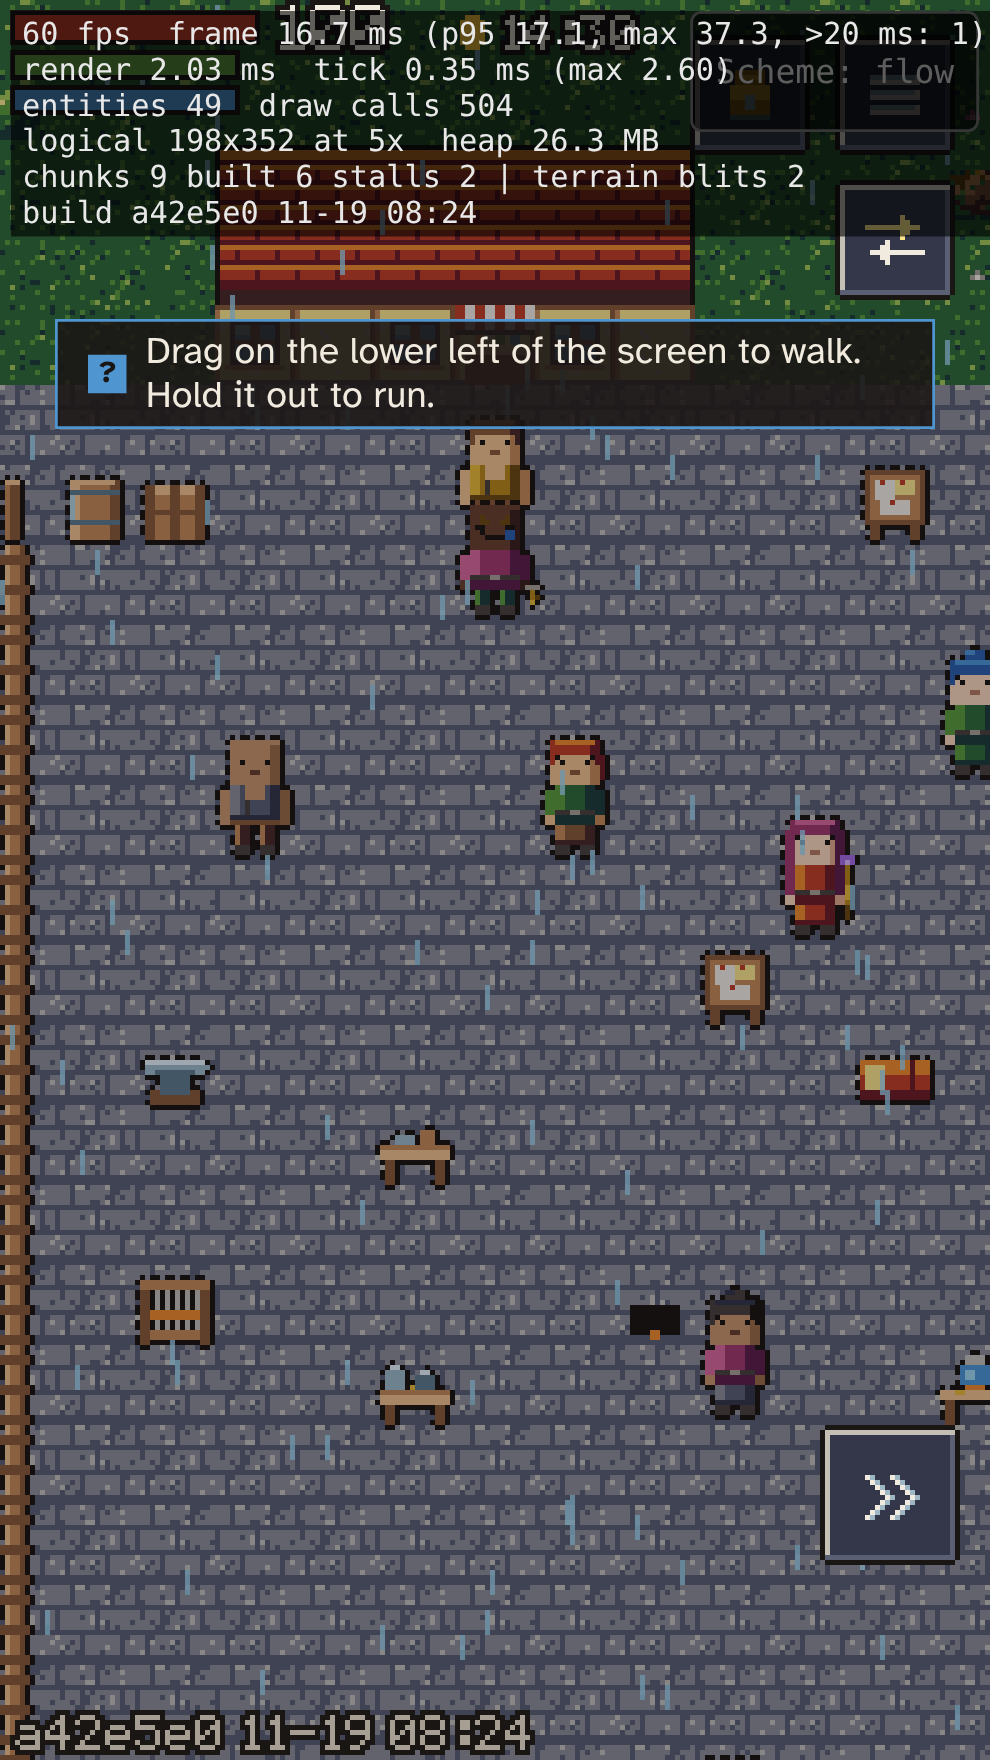 60 fps  frame 16.7 ms (p95 17.1, max 37.3, >20 ms: 1)
render 2.03 ms  tick 0.35 ms (max 2.60)
Scheme: flow
entities 49  draw calls 504
logical 198x352 at 5x  heap 26.3 MB
chunks 9 built 6 stalls 2 | terrain blits 2
build a42e5e0 11-19 08:24
?
Drag on the lower left of the screen to walk.
Hold it out to run.
a42e5e0 11-19 08:24